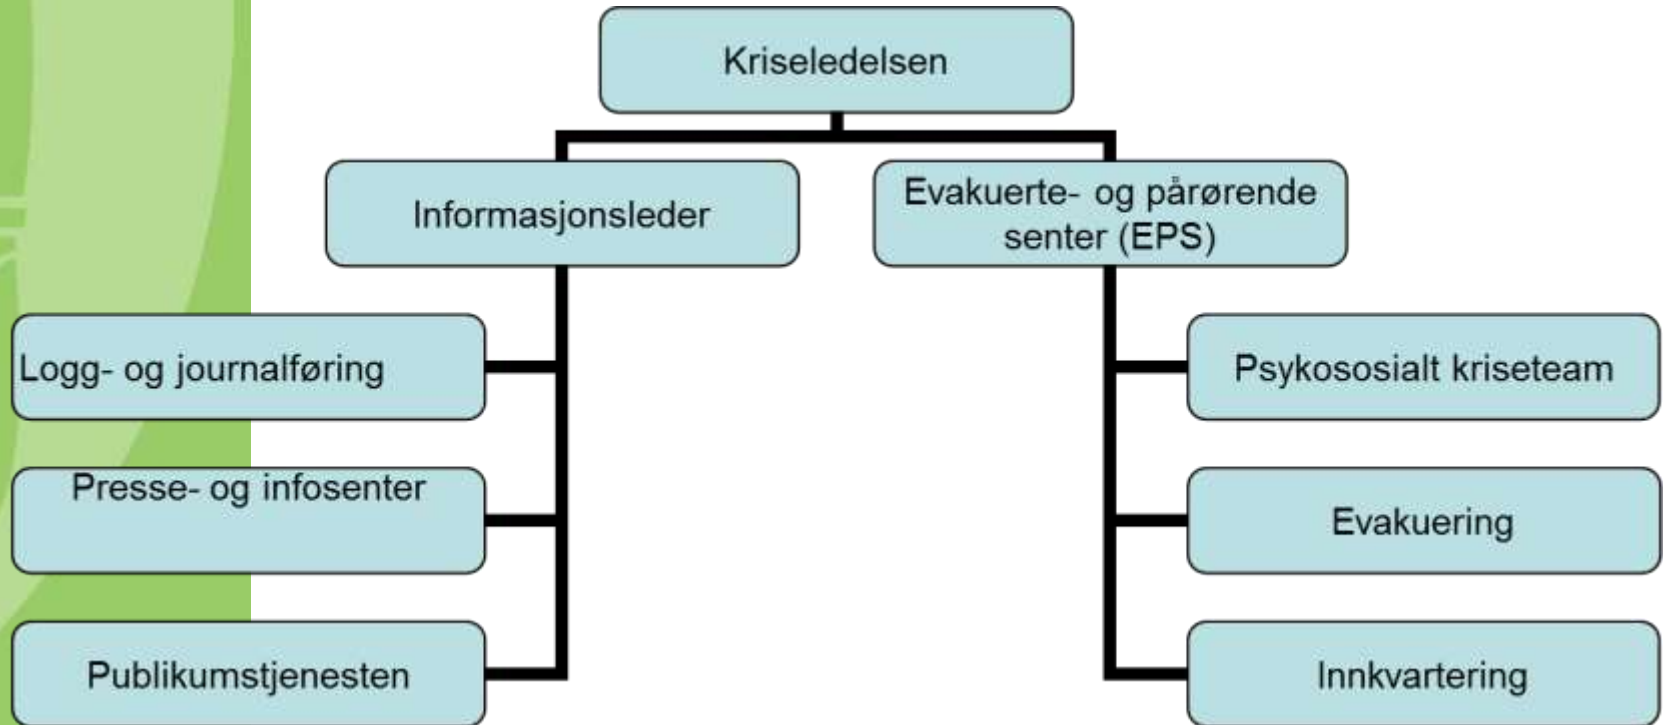 Kriseledelsen
Informasjonsleder
Evakuerte- og pårørende
senter (EPS)
Logg- og journalføring
Psykososialt kriseteam
Presse- og infosenter
Evakuering
Publikumstjenesten
Innkvartering